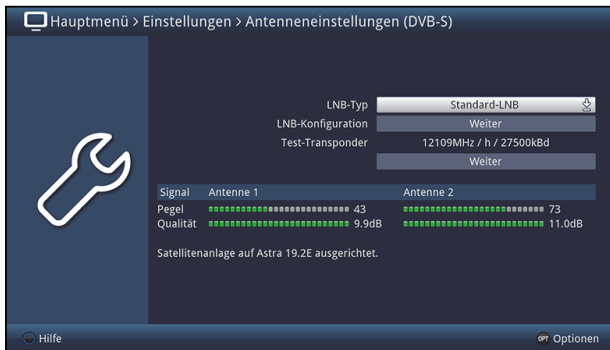 Hauptmenü > Einstellungen > Antenneneinstellungen (DVB-S)
LNB-Typ Standard-LNB
LNB-Konfiguration Weiter
Test-Transponder 12109MHz / h / 27500kBd
Weiter
Signal Antenne 1 Antenne 2
Pegel 43 73
Qualität 9.9dB 11.0dB
Satellitenanlage auf Astra 19.2E ausgerichtet.
Hilfe OPT Optionen